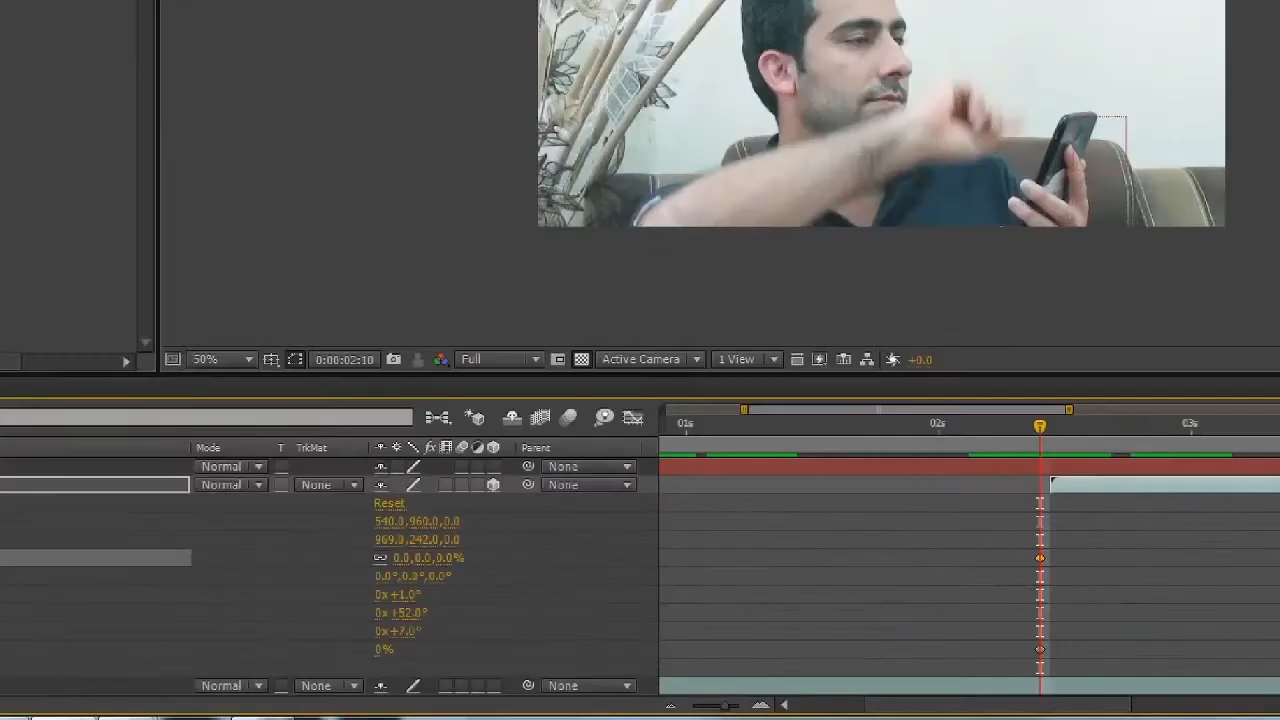 50% 0:00:02:10 Full Active Camera 1 View +0.0
01s 02s 03s
Mode T TrkMat fx Parent
Normal None
Normal None None
Reset
540.0,960.0,0.0
969.0,242.0,0.0
0.0,0.0,0.0%
0.0°,0.0°,0.0°
0x+1.0°
0x+52.0°
0x+7.0°
0%
Normal None None